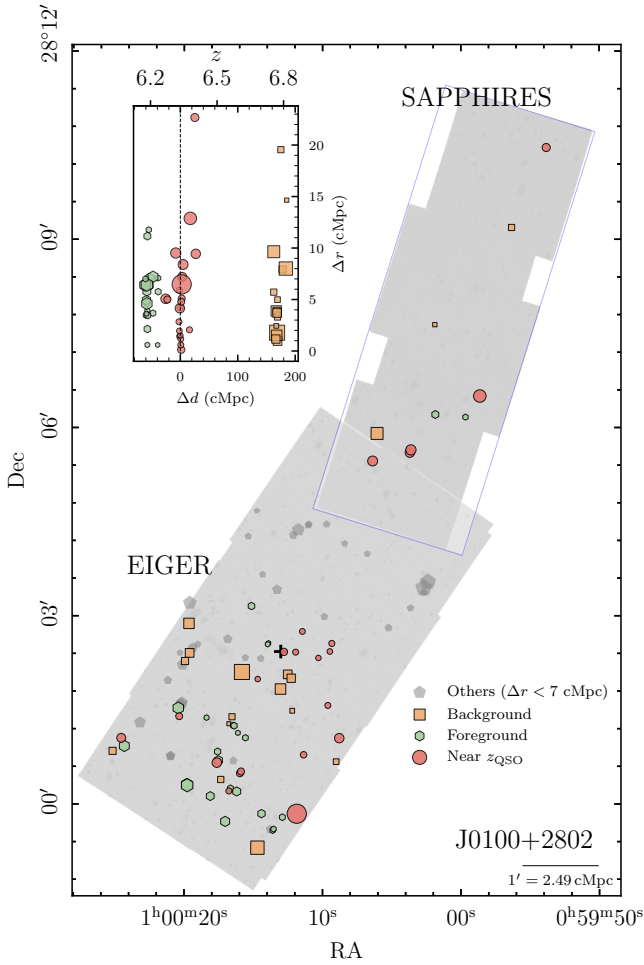 28°12′
09′
06′
03′
00′
Dec
z
6.2 6.5 6.8
20
15
10
5
0
Δr (cMpc)
0 100 200
Δd (cMpc)
SAPPHIRES
EIGER
Others (Δr < 7 cMpc)
Background
Foreground
Near z_QSO
J0100+2802
1′ = 2.49 cMpc
1ʰ00ᵐ20ˢ 10ˢ 00ˢ 0ʰ59ᵐ50ˢ
RA